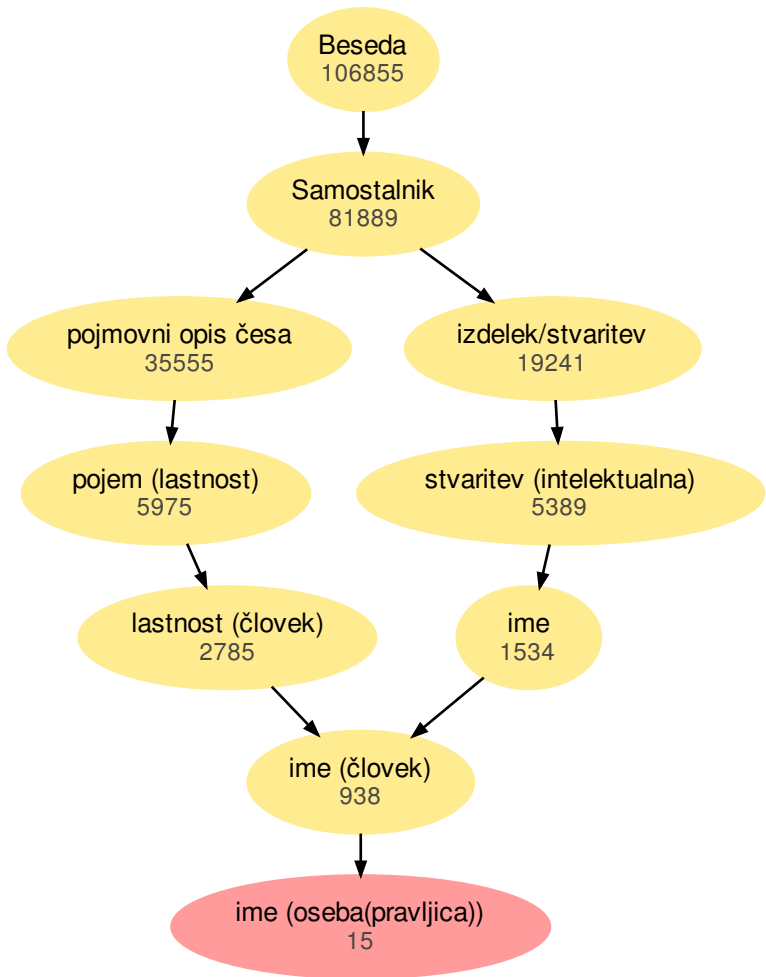 Beseda
106855
Samostalnik
81889
pojmovni opis česa
35555
izdelek/stvaritev
19241
pojem (lastnost)
5975
stvaritev (intelektualna)
5389
lastnost (človek)
2785
ime
1534
ime (človek)
938
ime (oseba(pravljica))
15